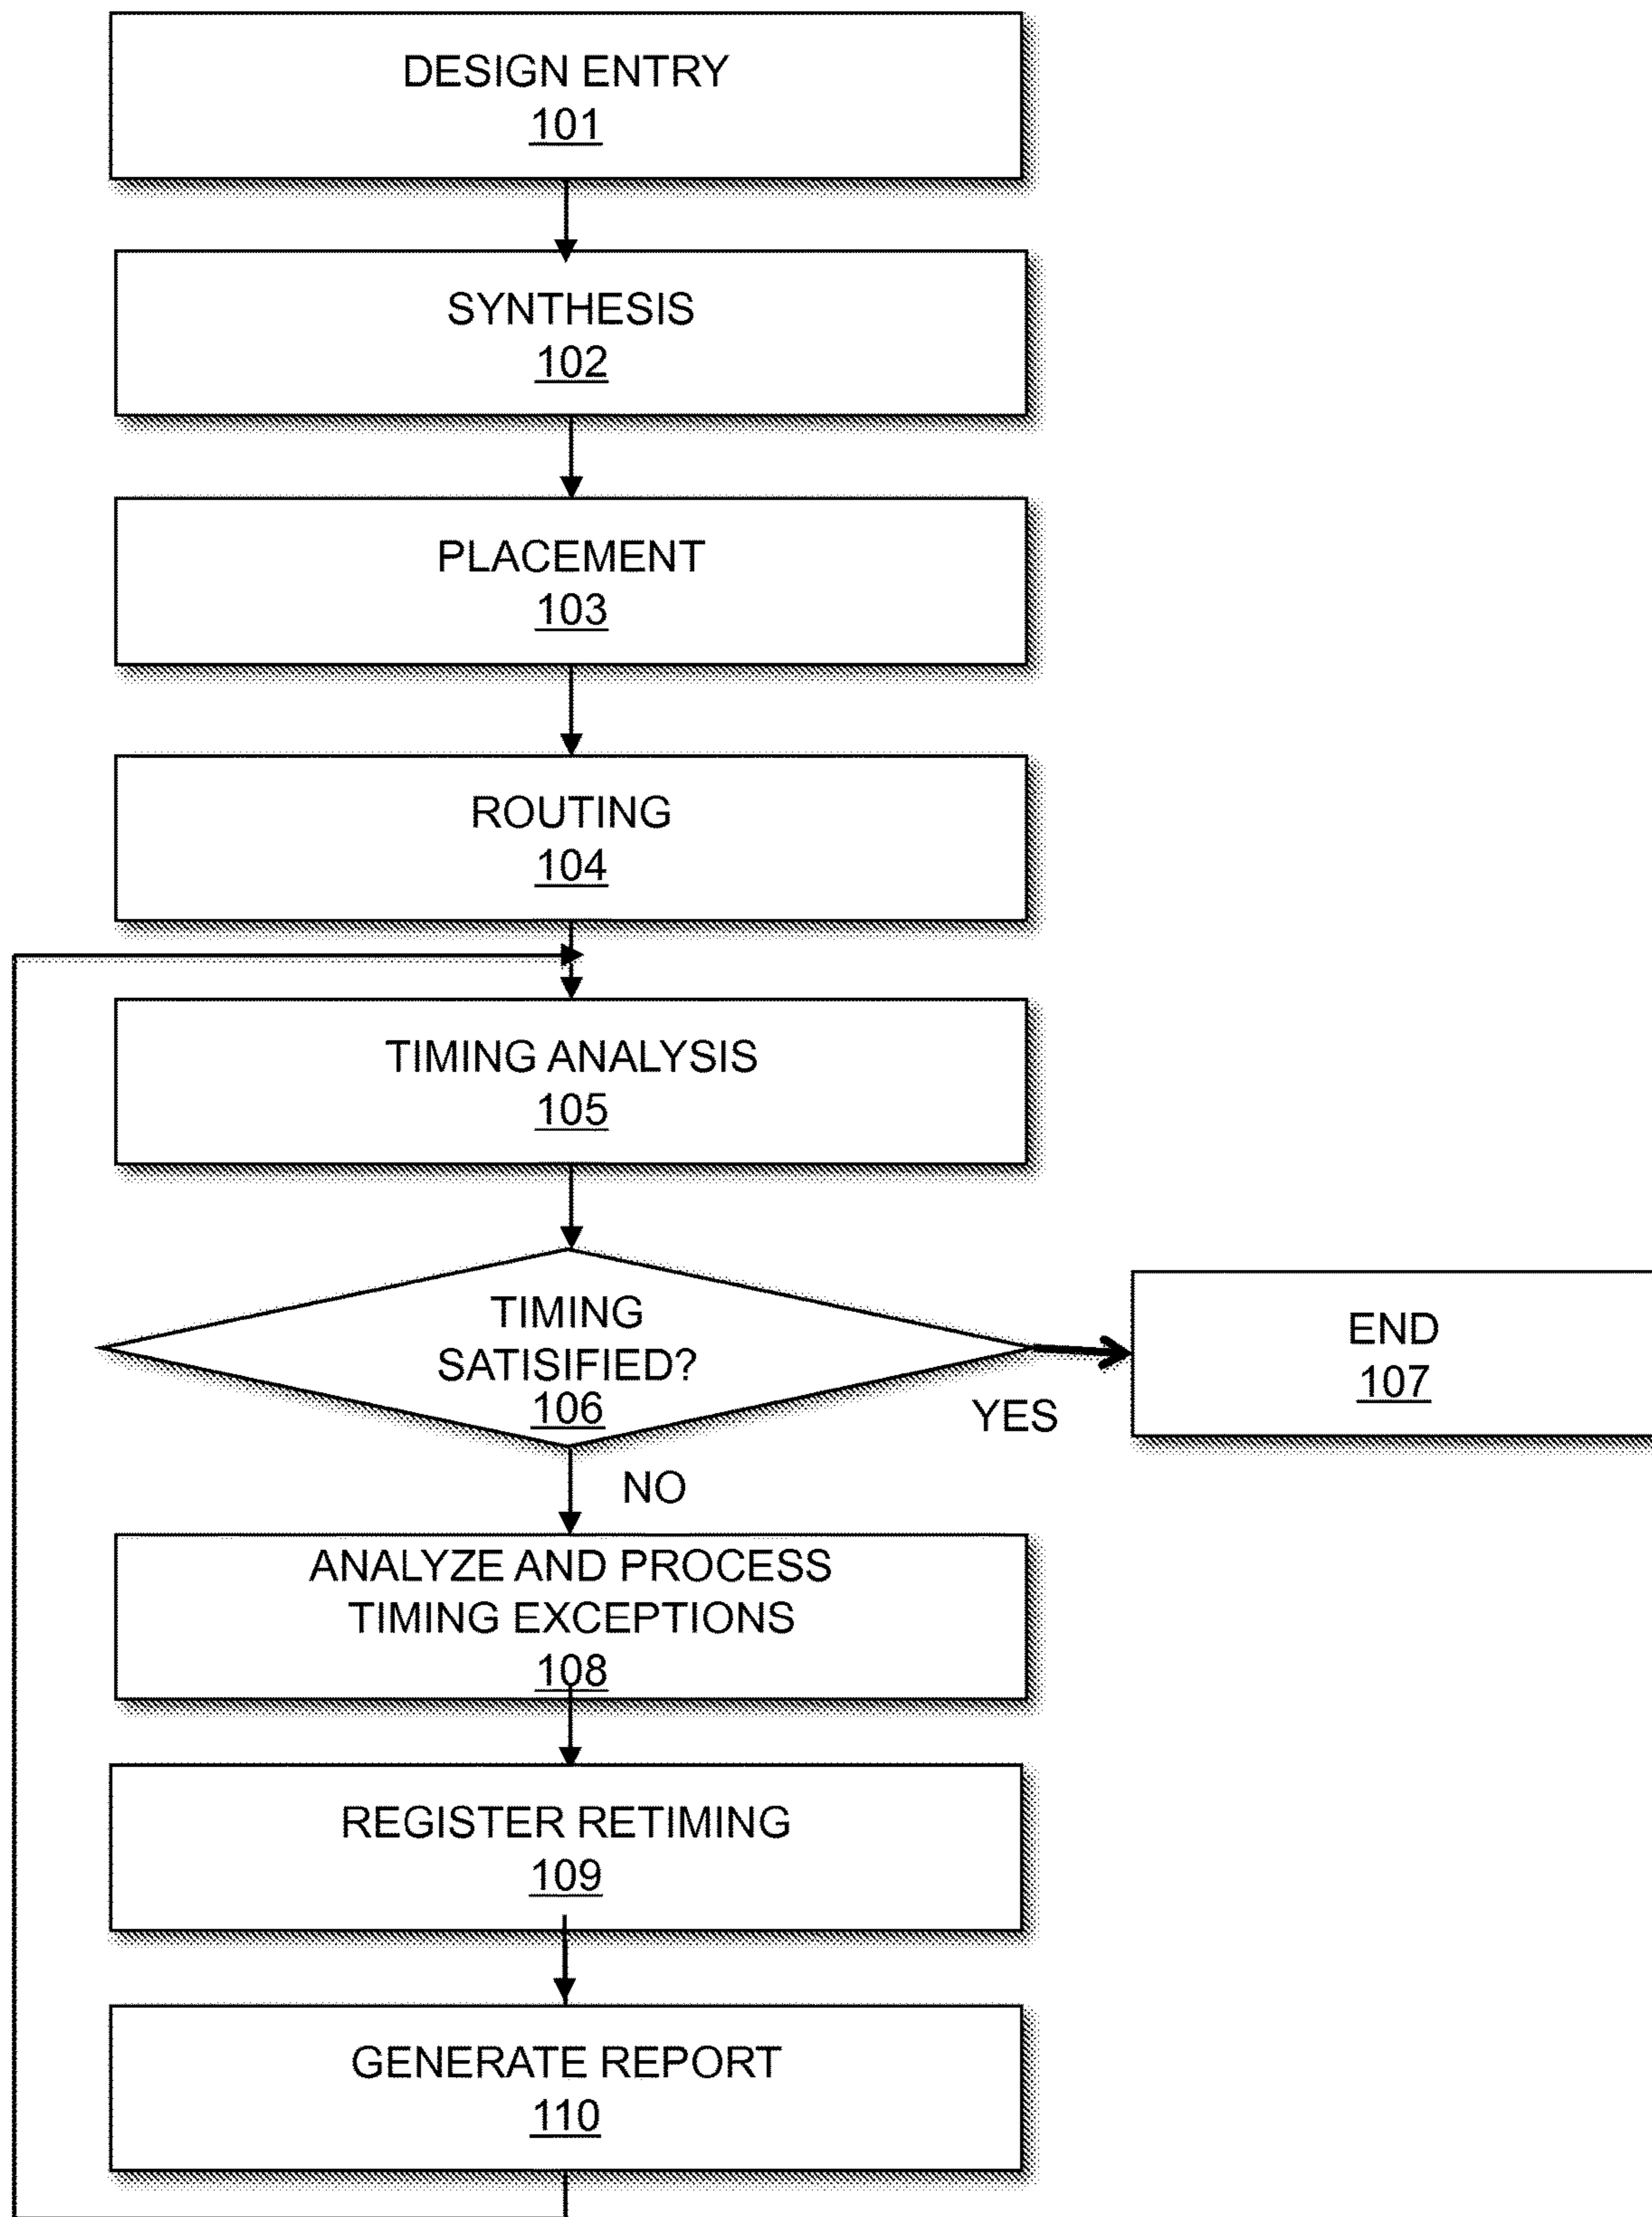 DESIGN ENTRY
101
SYNTHESIS
102
PLACEMENT
103
ROUTING
104
TIMING ANALYSIS
105
TIMING
SATISIFIED?
106
YES
END
107
NO
ANALYZE AND PROCESS
TIMING EXCEPTIONS
108
REGISTER RETIMING
109
GENERATE REPORT
110